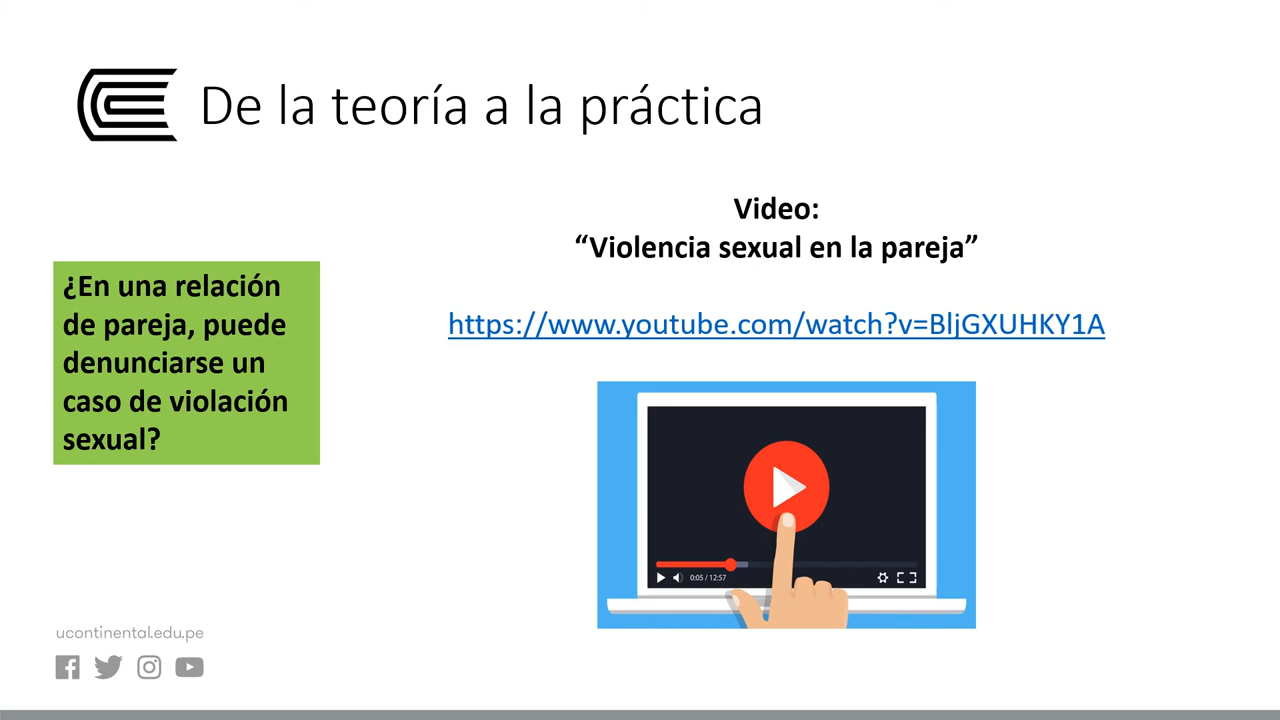 De la teoría a la práctica
Video:
“Violencia sexual en la pareja”
¿En una relación
de pareja, puede
denunciarse un
caso de violación
sexual?
https://www.youtube.com/watch?v=BljGXUHKY1A
0:05 / 12:57
ucontinental.edu.pe